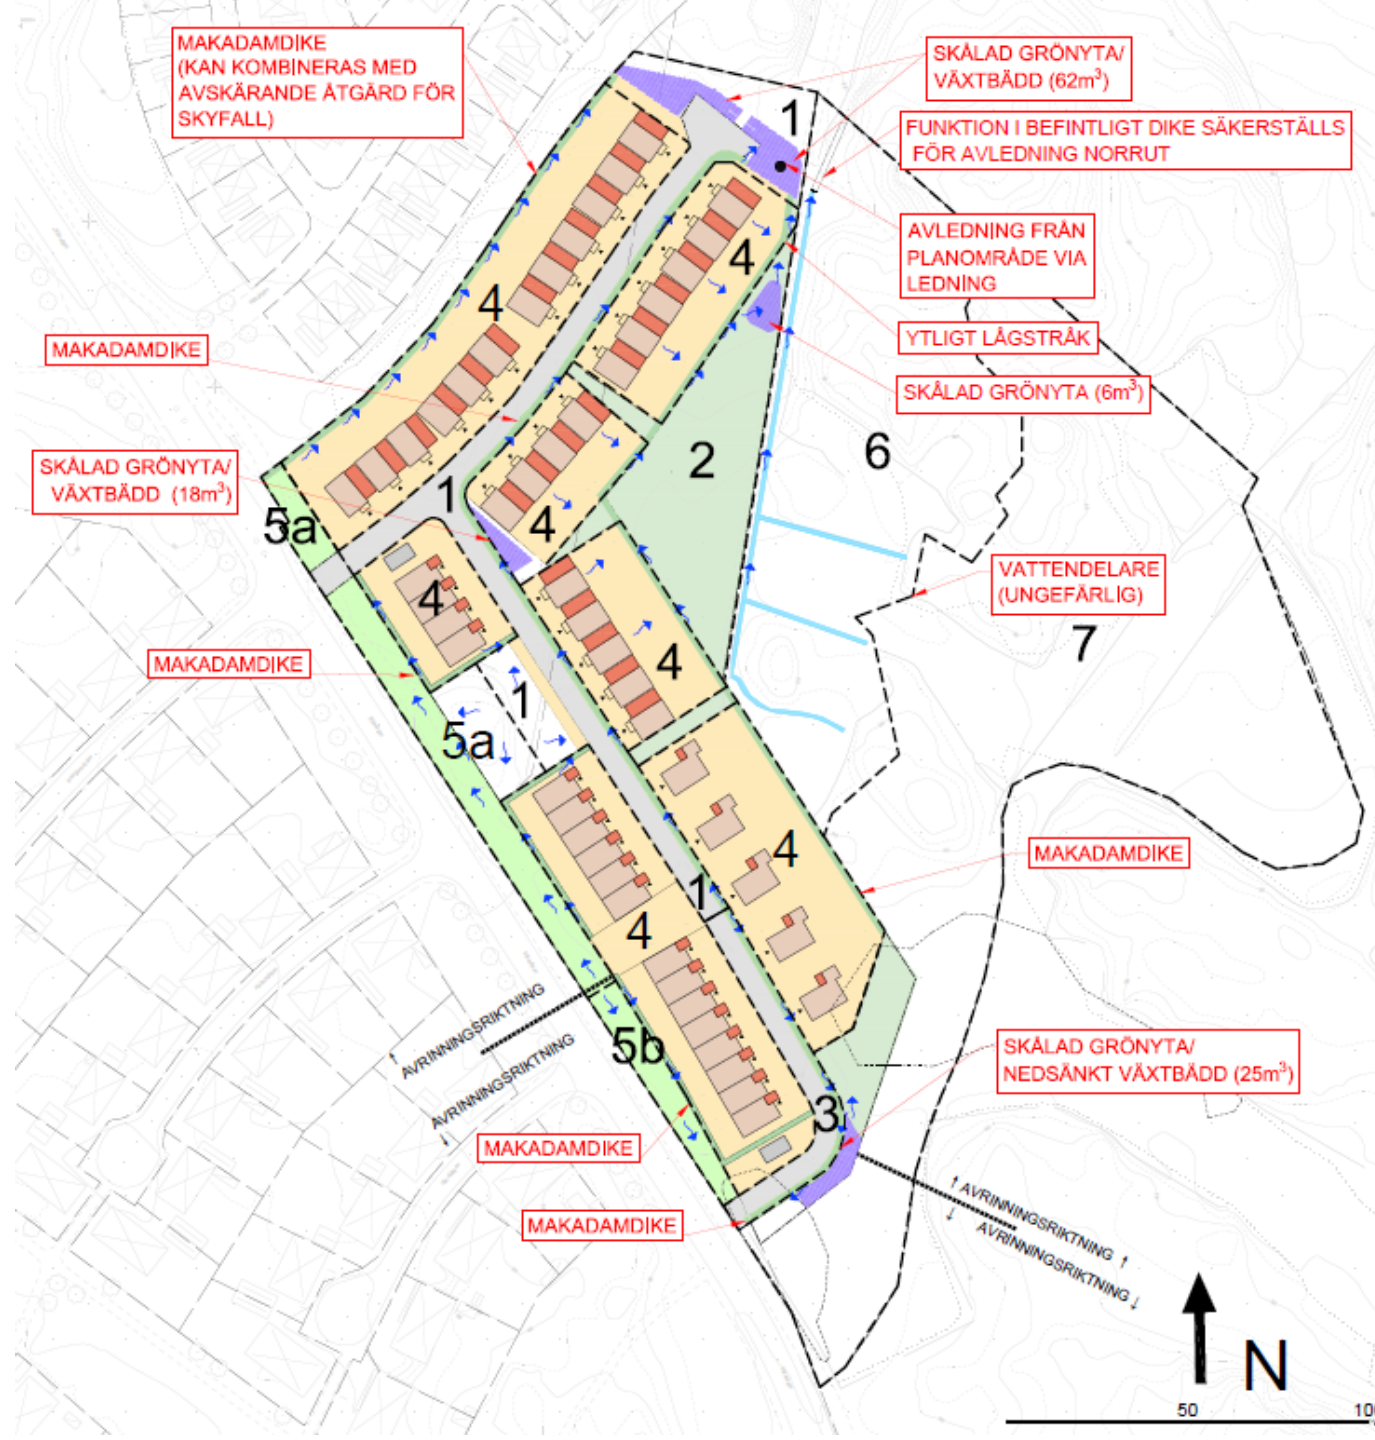 MAKADAMDIKE
(KAN KOMBINERAS MED
AVSKÄRANDE ÅTGÄRD FÖR
SKYFALL)
SKÅLAD GRÖNYTA/
VÄXTBÄDD (62m³)
1
FUNKTION I BEFINTLIGT DIKE SÄKERSTÄLLS
FÖR AVLEDNING NORRUT
AVLEDNING FRÅN
PLANOMRÅDE VIA
LEDNING
4
4
YTLIGT LÅGSTRÅK
MAKADAMDIKE
SKÅLAD GRÖNYTA (6m³)
2
6
SKÅLAD GRÖNYTA/
VÄXTBÄDD (18m³)
1
5a
4
VATTENDELARE
(UNGEFÄRLIG)
4
7
MAKADAMDIKE
4
1
5a
4
MAKADAMDIKE
1
4
AVRINNINGSRIKTNING
AVRINNINGSRIKTNING
5b
SKÅLAD GRÖNYTA/
NEDSÄNKT VÄXTBÄDD (25m³)
3
MAKADAMDIKE
↑ AVRINNINGSRIKTNING ↑
↓ AVRINNINGSRIKTNING ↓
MAKADAMDIKE
N
50